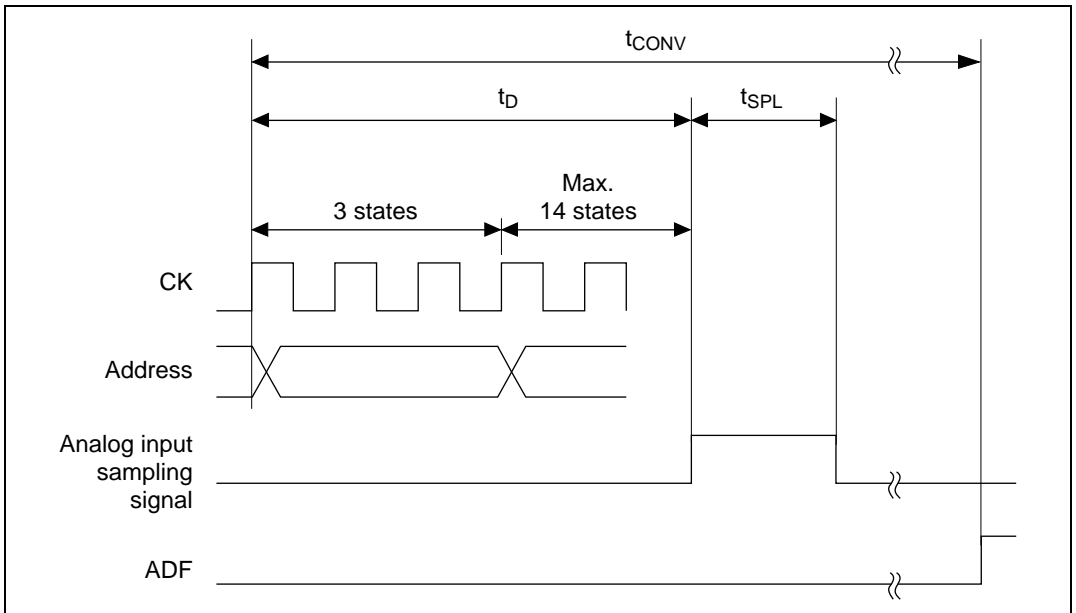 tCONV
tD
tSPL
3 states
Max.
14 states
CK
Address
Analog input
sampling
signal
ADF